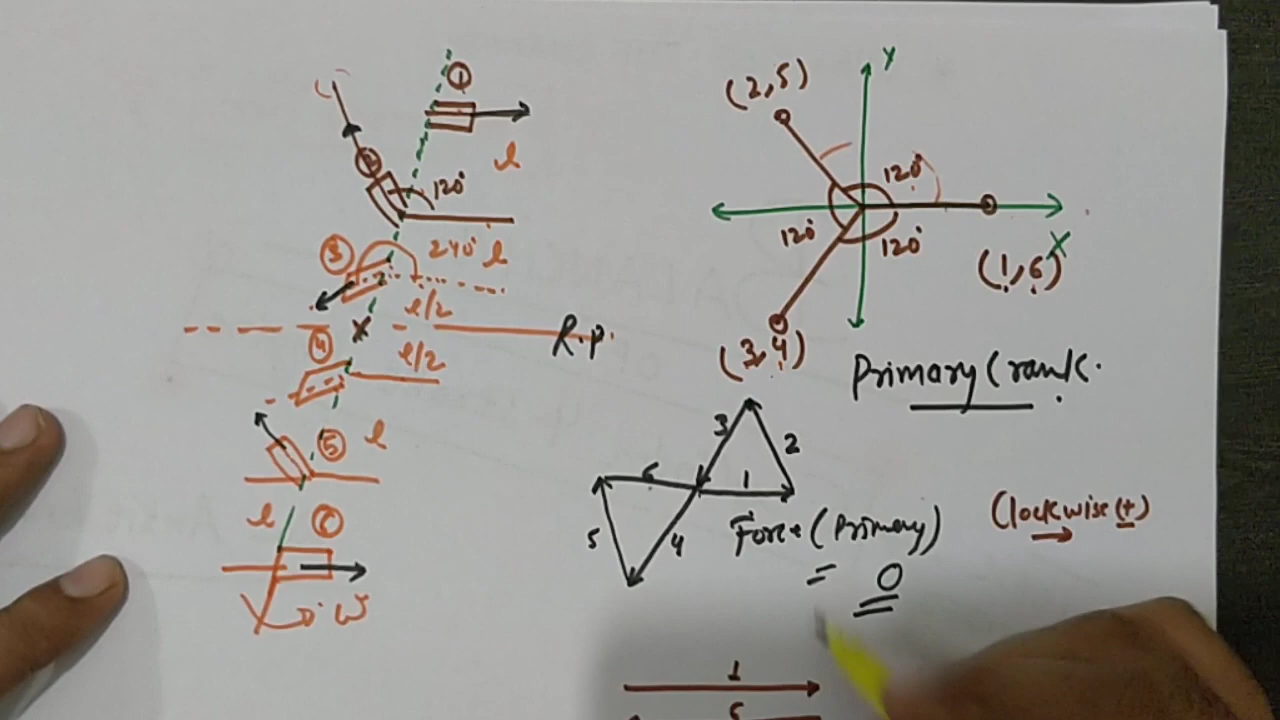 1
l
2
120°
3
240° l
l/2
R.P.
4
l/2
5
l
l
6
ω
Y
(2,5)
120°
120°
120°
X
(1,6)
(3,4)
Primary Crank.
3
2
6
1
5
4
Force (Primary)
= 0
Clockwise (+)
1